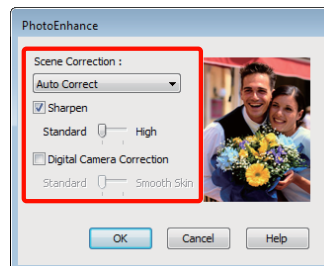 PhotoEnhance
Scene Correction :
Auto Correct
Sharpen
Standard High
Digital Camera Correction
Standard Smooth Skin
OK Cancel Help